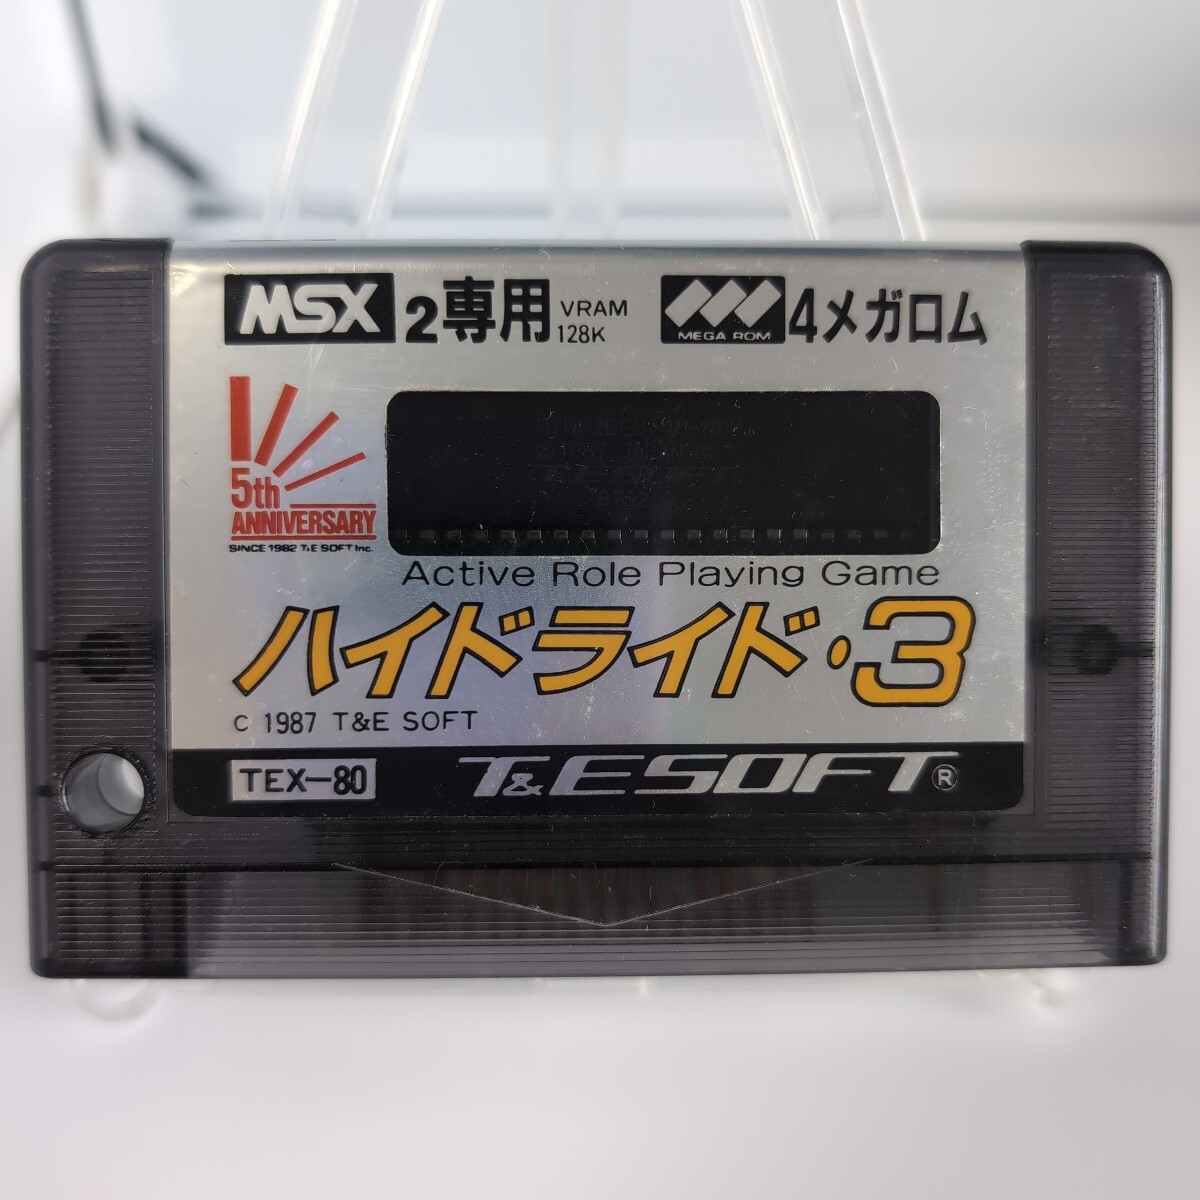 MSX 2専用 VRAM 128K MEGA ROM 4メガロム
5th
ANNIVERSARY
SINCE 1982 T&E SOFT Inc.
T&E SOFT
Active Role Playing Game
ハイドライド・3
C 1987 T&E SOFT
TEX-80 T&ESOFT®